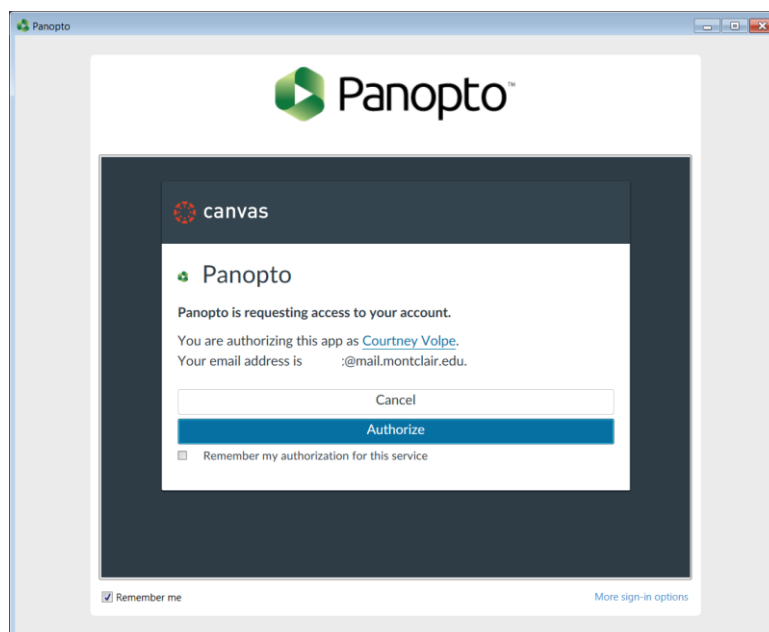 Panopto
Panopto™
canvas
Panopto
Panopto is requesting access to your account.
You are authorizing this app as Courtney Volpe.
Your email address is :@mail.montclair.edu.
Cancel
Authorize
Remember my authorization for this service
Remember me More sign-in options